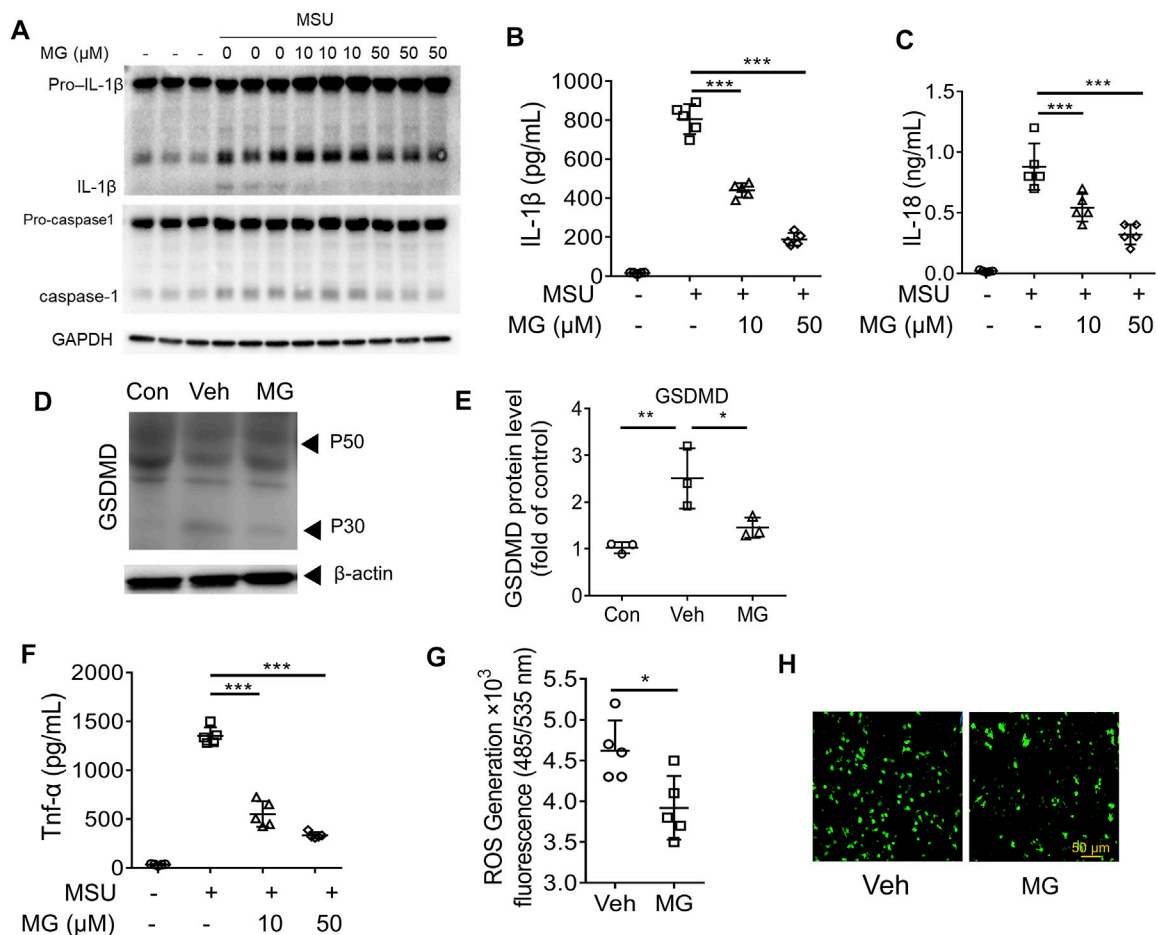 A
MSU
MG (μM) - - - 0 0 0 10 10 10 50 50 50
Pro–IL-1β
IL-1β
Pro-caspase1
caspase-1
GAPDH
B
IL-1β (pg/mL)
1000
800
600
400
200
0
***
***
MSU - + + +
MG (μM) - - 10 50
C
IL-18 (ng/mL)
1.5
1.0
0.5
0.0
***
***
MSU - + + +
MG (μM) - - 10 50
D
Con Veh MG
GSDMD
P50
P30
β-actin
E
GSDMD
GSDMD protein level
(fold of control)
4
3
2
1
0
** *
Con Veh MG
F
Tnf-α (pg/mL)
2000
1500
1000
500
0
***
***
MSU - + + +
MG (μM) - - 10 50
G
ROS Generation ×10³
fluorescence (485/535 nm)
5.5
5.0
4.5
4.0
3.5
3.0
*
Veh MG
H
50 μm
Veh MG